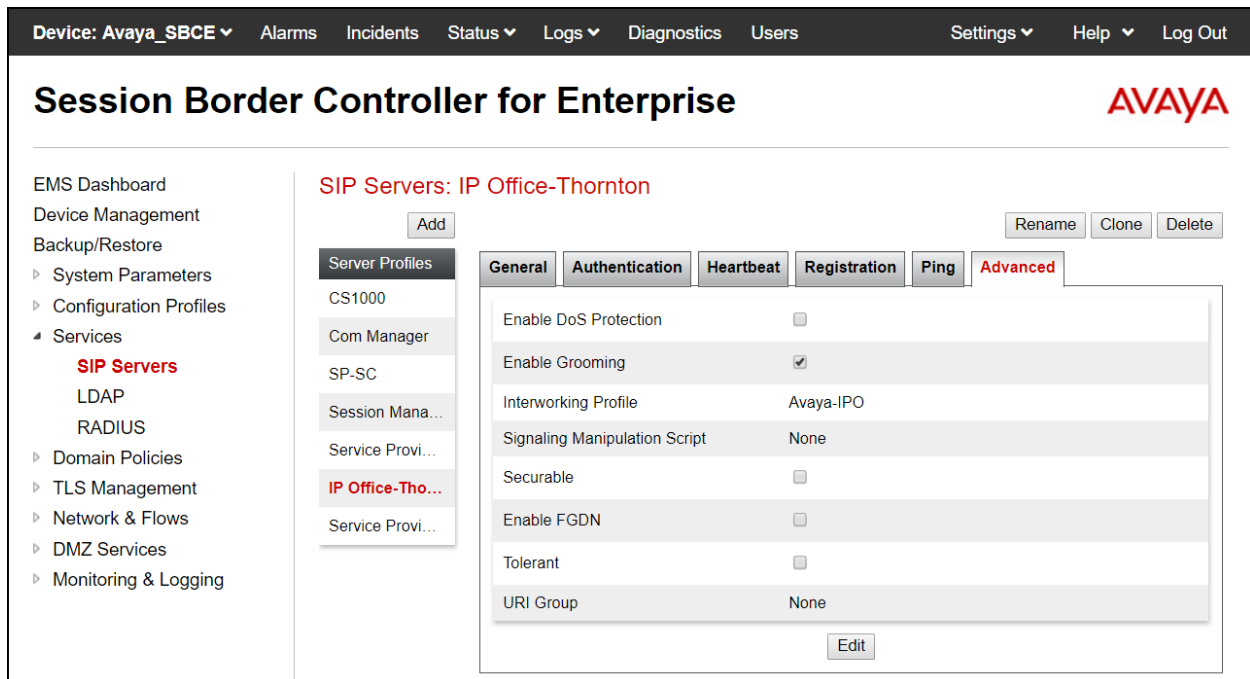 Device: Avaya_SBCE Alarms Incidents Status Logs Diagnostics Users Settings Help Log Out
Session Border Controller for Enterprise
AVAYA
EMS Dashboard
Device Management
Backup/Restore
System Parameters
Configuration Profiles
Services
SIP Servers
LDAP
RADIUS
Domain Policies
TLS Management
Network & Flows
DMZ Services
Monitoring & Logging
SIP Servers: IP Office-Thornton
Add
Rename Clone Delete
Server Profiles
CS1000
Com Manager
SP-SC
Session Mana...
Service Provi...
IP Office-Tho...
Service Provi...
General Authentication Heartbeat Registration Ping Advanced
Enable DoS Protection
Enable Grooming
Interworking Profile Avaya-IPO
Signaling Manipulation Script None
Securable
Enable FGDN
Tolerant
URI Group None
Edit